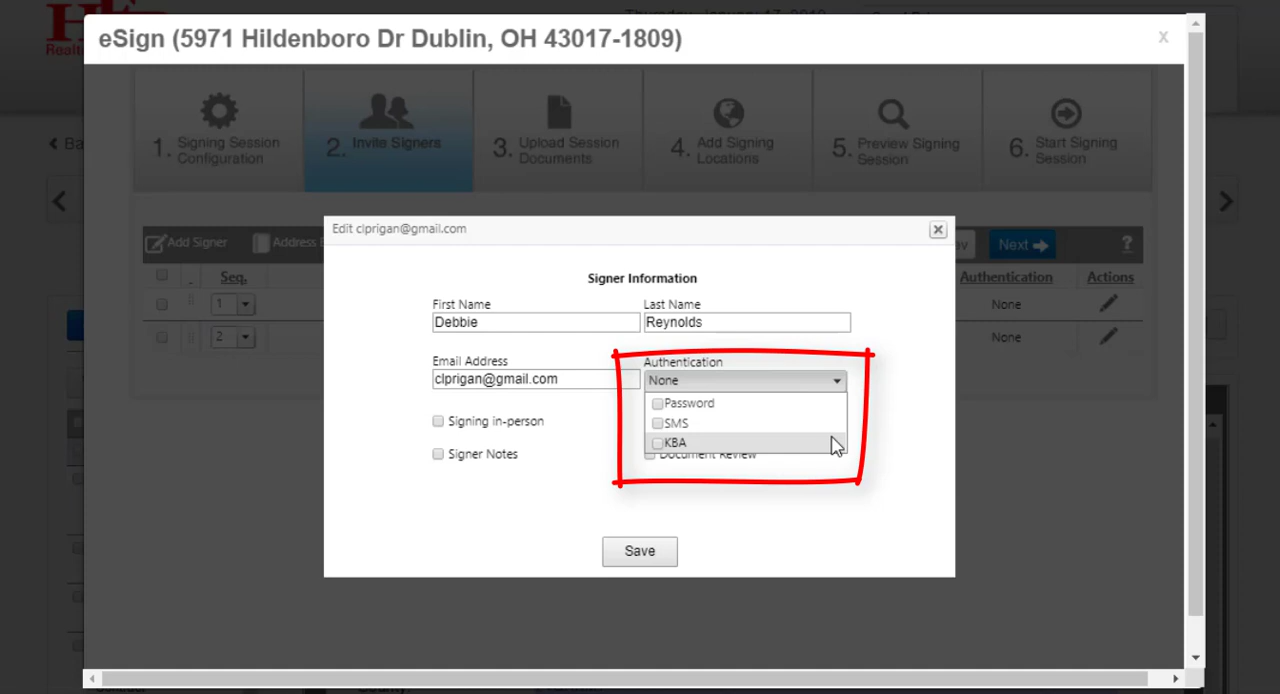 eSign (5971 Hildenboro Dr Dublin, OH 43017-1809)
x
1. Signing Session Configuration
2. Invite Signers
3. Upload Session Documents
4. Add Signing Locations
5. Preview Signing Session
6. Start Signing Session
Add Signer
Address
Next
?
Seq.
Authentication
Actions
1
None
2
None
Edit clprigan@gmail.com
Signer Information
First Name
Last Name
Debbie
Reynolds
Email Address
Authentication
clprigan@gmail.com
None
Password
SMS
KBA
Signing in-person
Signer Notes
Document Review
Save